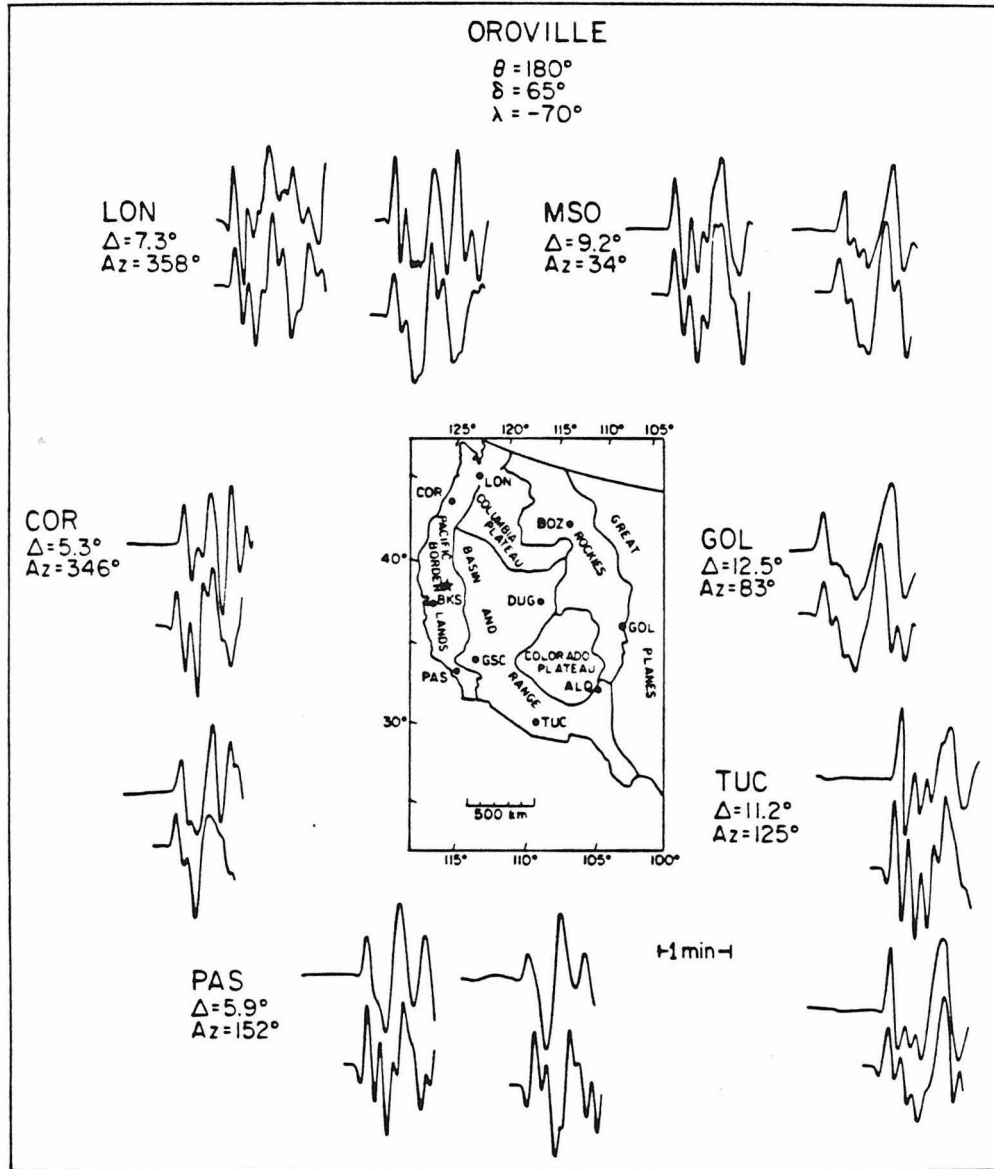 OROVILLE
θ = 180°
δ = 65°
λ = -70°
LON
Δ=7.3°
Az=358°
MSO
Δ=9.2°
Az=34°
COR
Δ=5.3°
Az=346°
125° 120° 115° 110° 105°
LON
COR
COLUMBIA
PLATEAU
BOZ
ROCKIES
GREAT
PLANES
PACIFIC
BORDER
LANDS
BASIN
AND
RANGE
40°
BKS
DUG
GOL
COLORADO
PLATEAU
GSC
PAS
ALQ
30°
TUC
500 km
115° 110° 105° 100°
GOL
Δ=12.5°
Az=83°
TUC
Δ=11.2°
Az=125°
PAS
Δ=5.9°
Az=152°
1 min